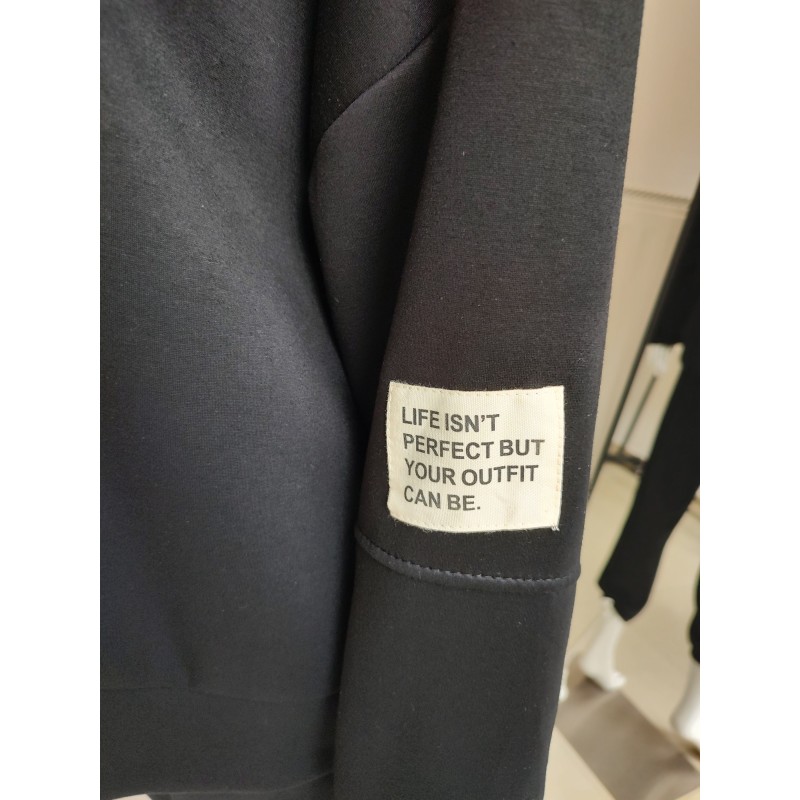 LIFE ISN'T
PERFECT BUT
YOUR OUTFIT
CAN BE.